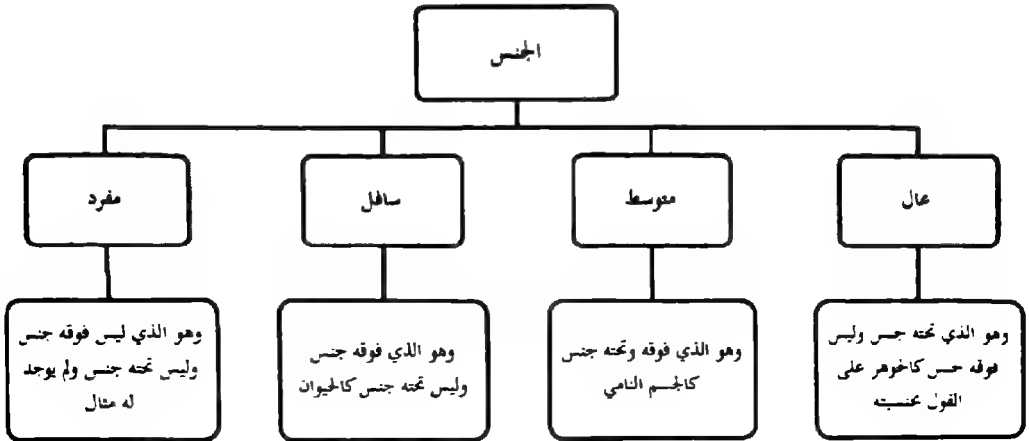 الجنس
عال
متوسط
سافل
مفرد
وهو الذي تحته جنس وليس
فوقه جنس كالجوهر على
القول بجنسيته
وهو الذي فوقه وتحته جنس
كالجسم النامي
وهو الذي فوقه جنس
وليس تحته جنس كالحيوان
وهو الذي ليس فوقه جنس
وليس تحته جنس ولم يوجد
له مثال